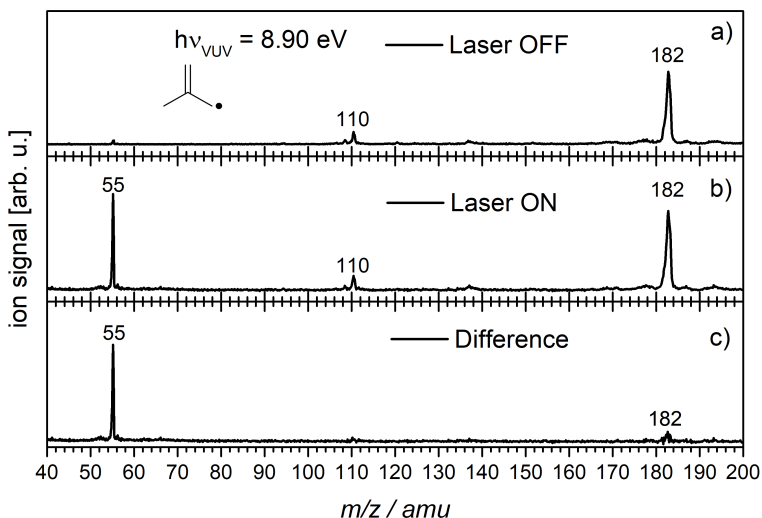 hνVUV = 8.90 eV
Laser OFF
a)
182
110
55
Laser ON
b)
182
110
55
Difference
c)
182
ion signal [arb. u.]
40 50 60 70 80 90 100 110 120 130 140 150 160 170 180 190 200
m/z / amu